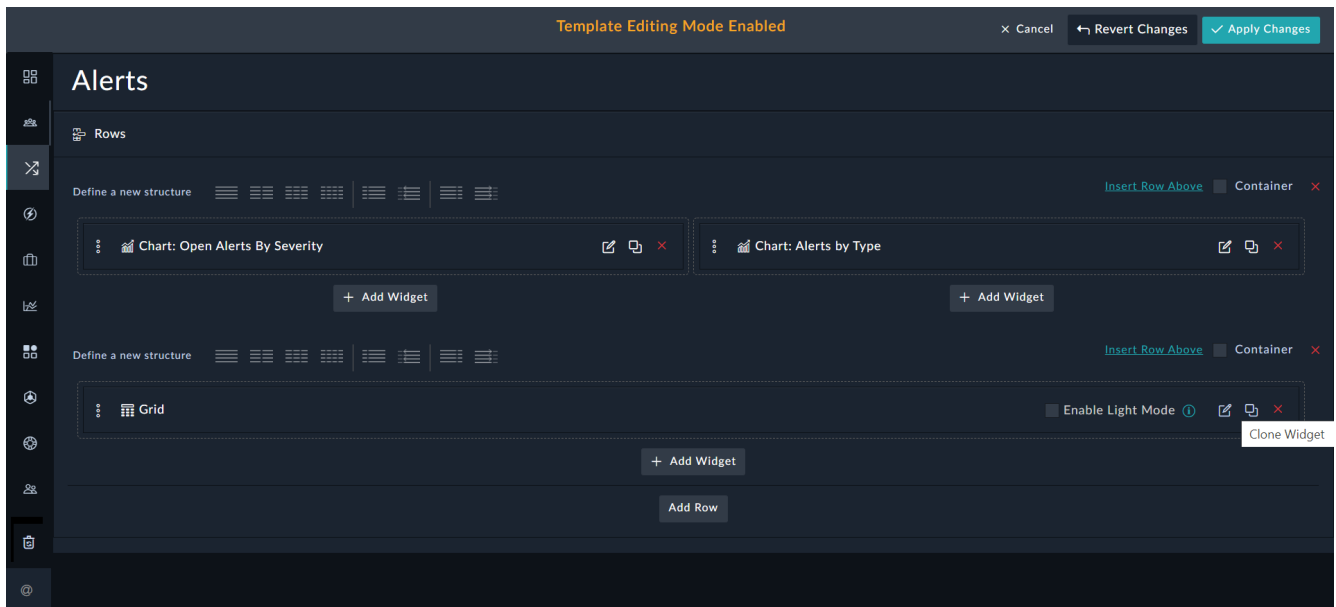 Template Editing Mode Enabled
× Cancel
Revert Changes
Apply Changes
Alerts
Rows
Define a new structure
Insert Row Above
Container
Chart: Open Alerts By Severity
Chart: Alerts by Type
+ Add Widget
+ Add Widget
Define a new structure
Insert Row Above
Container
Grid
Enable Light Mode
Clone Widget
+ Add Widget
Add Row
@